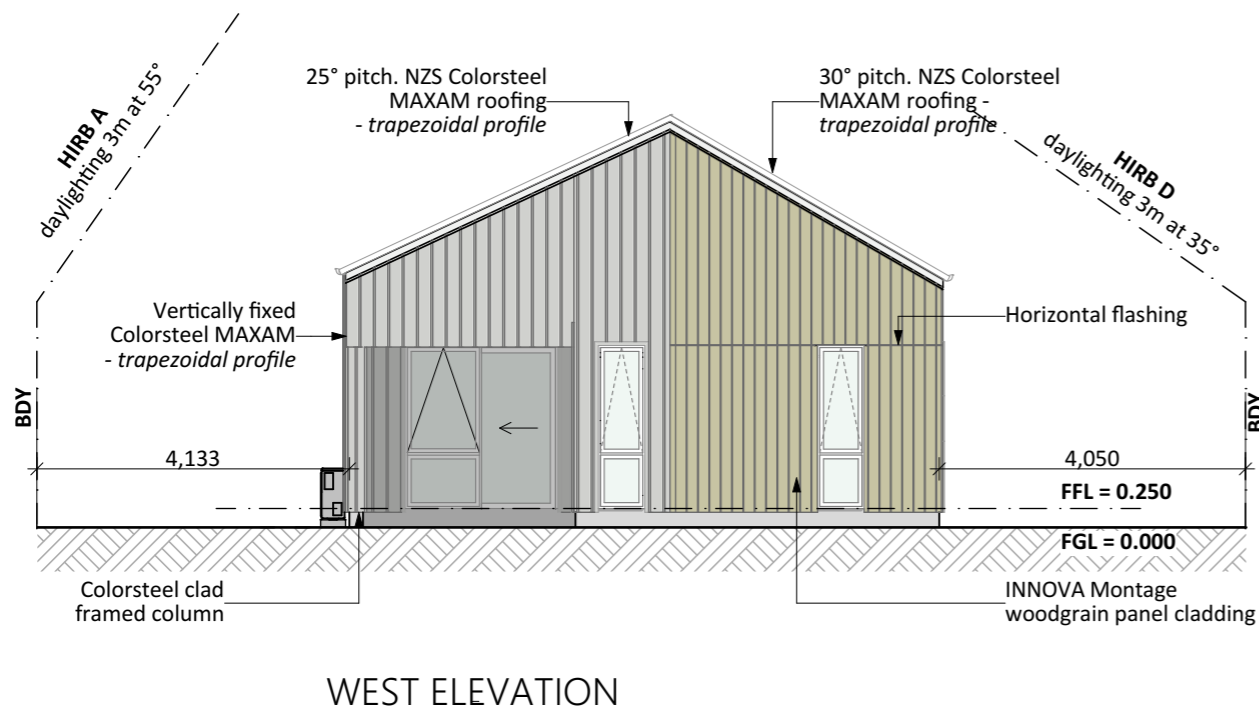 HIRB A
daylighting 3m at 55°
25° pitch. NZS Colorsteel
MAXAM roofing
- trapezoidal profile
30° pitch. NZS Colorsteel
MAXAM roofing -
trapezoidal profile
HIRB D
daylighting 3m at 35°
Vertically fixed
Colorsteel MAXAM
- trapezoidal profile
Horizontal flashing
BDY
BDY
4,133
4,050
FFL = 0.250
FGL = 0.000
Colorsteel clad
framed column
INNOVA Montage
woodgrain panel cladding
WEST ELEVATION